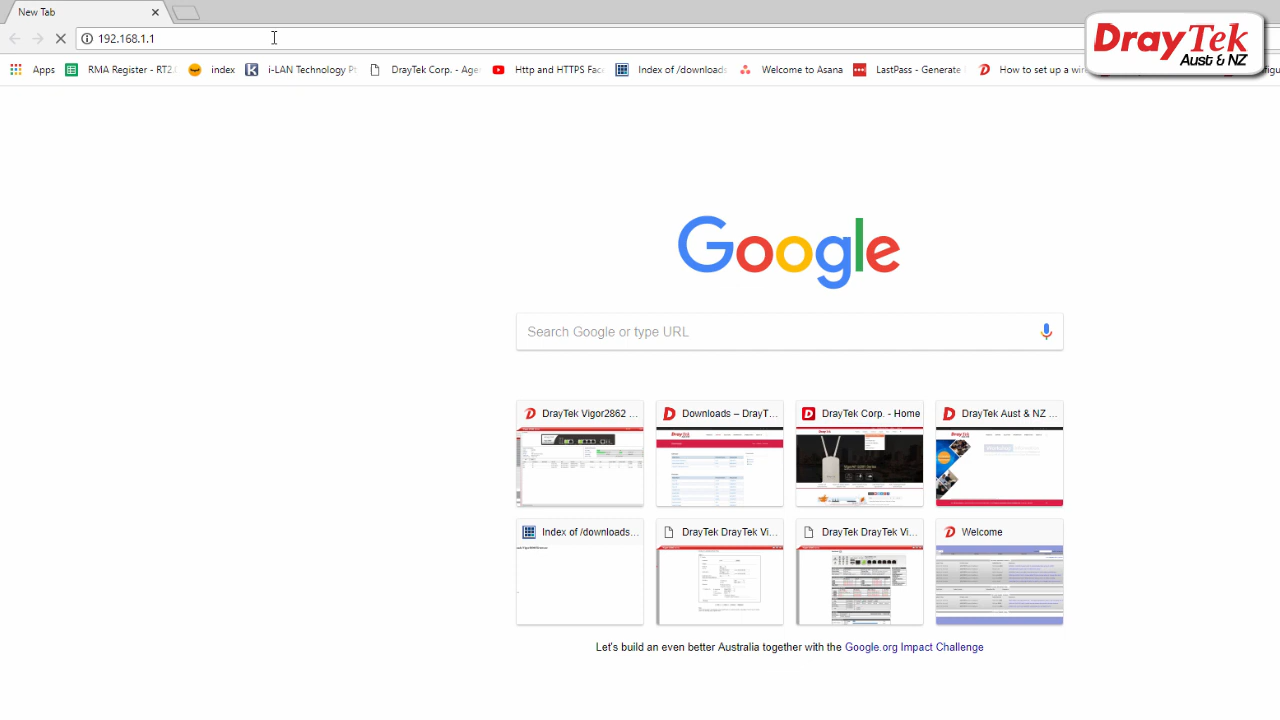 New Tab
192.168.1.1
DrayTek
Aust & NZ
Apps
RMA Register - RT2.
index
i-LAN Technology Pt
DrayTek Corp. - Age
Http and HTTPS Fac
Index of /downloads
Welcome to Asana
LastPass - Generate
How to set up a wir
Google
Search Google or type URL
DrayTek Vigor2862 ...
Downloads – DrayT...
DrayTek Corp. - Home
DrayTek Aust & NZ ...
Index of /downloads...
DrayTek DrayTek Vi...
DrayTek DrayTek Vi...
Welcome
Let's build an even better Australia together with the Google.org Impact Challenge